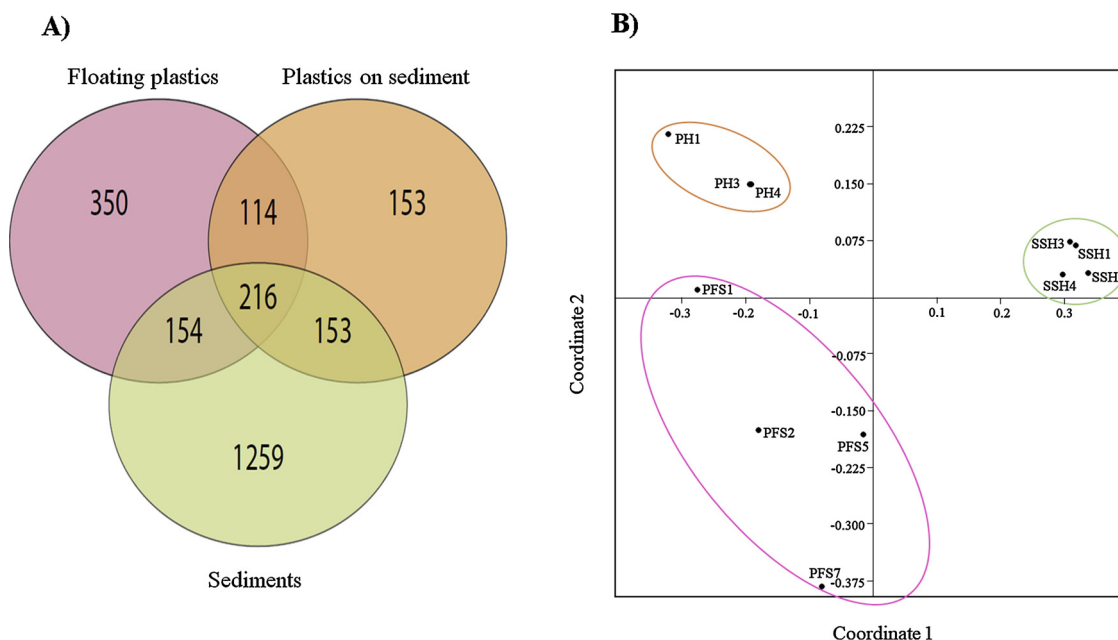 A)
B)
Floating plastics
Plastics on sediment
350
114
153
216
154
153
1259
Sediments
Coordinate 2
0.225
0.150
0.075
-0.3
-0.2
-0.1
0.1
0.2
0.3
-0.075
-0.150
-0.225
-0.300
-0.375
PH1
PH3
PH4
SSH3
SSH1
SSH4
SSH
PFS1
PFS2
PFS5
PFS7
Coordinate 1